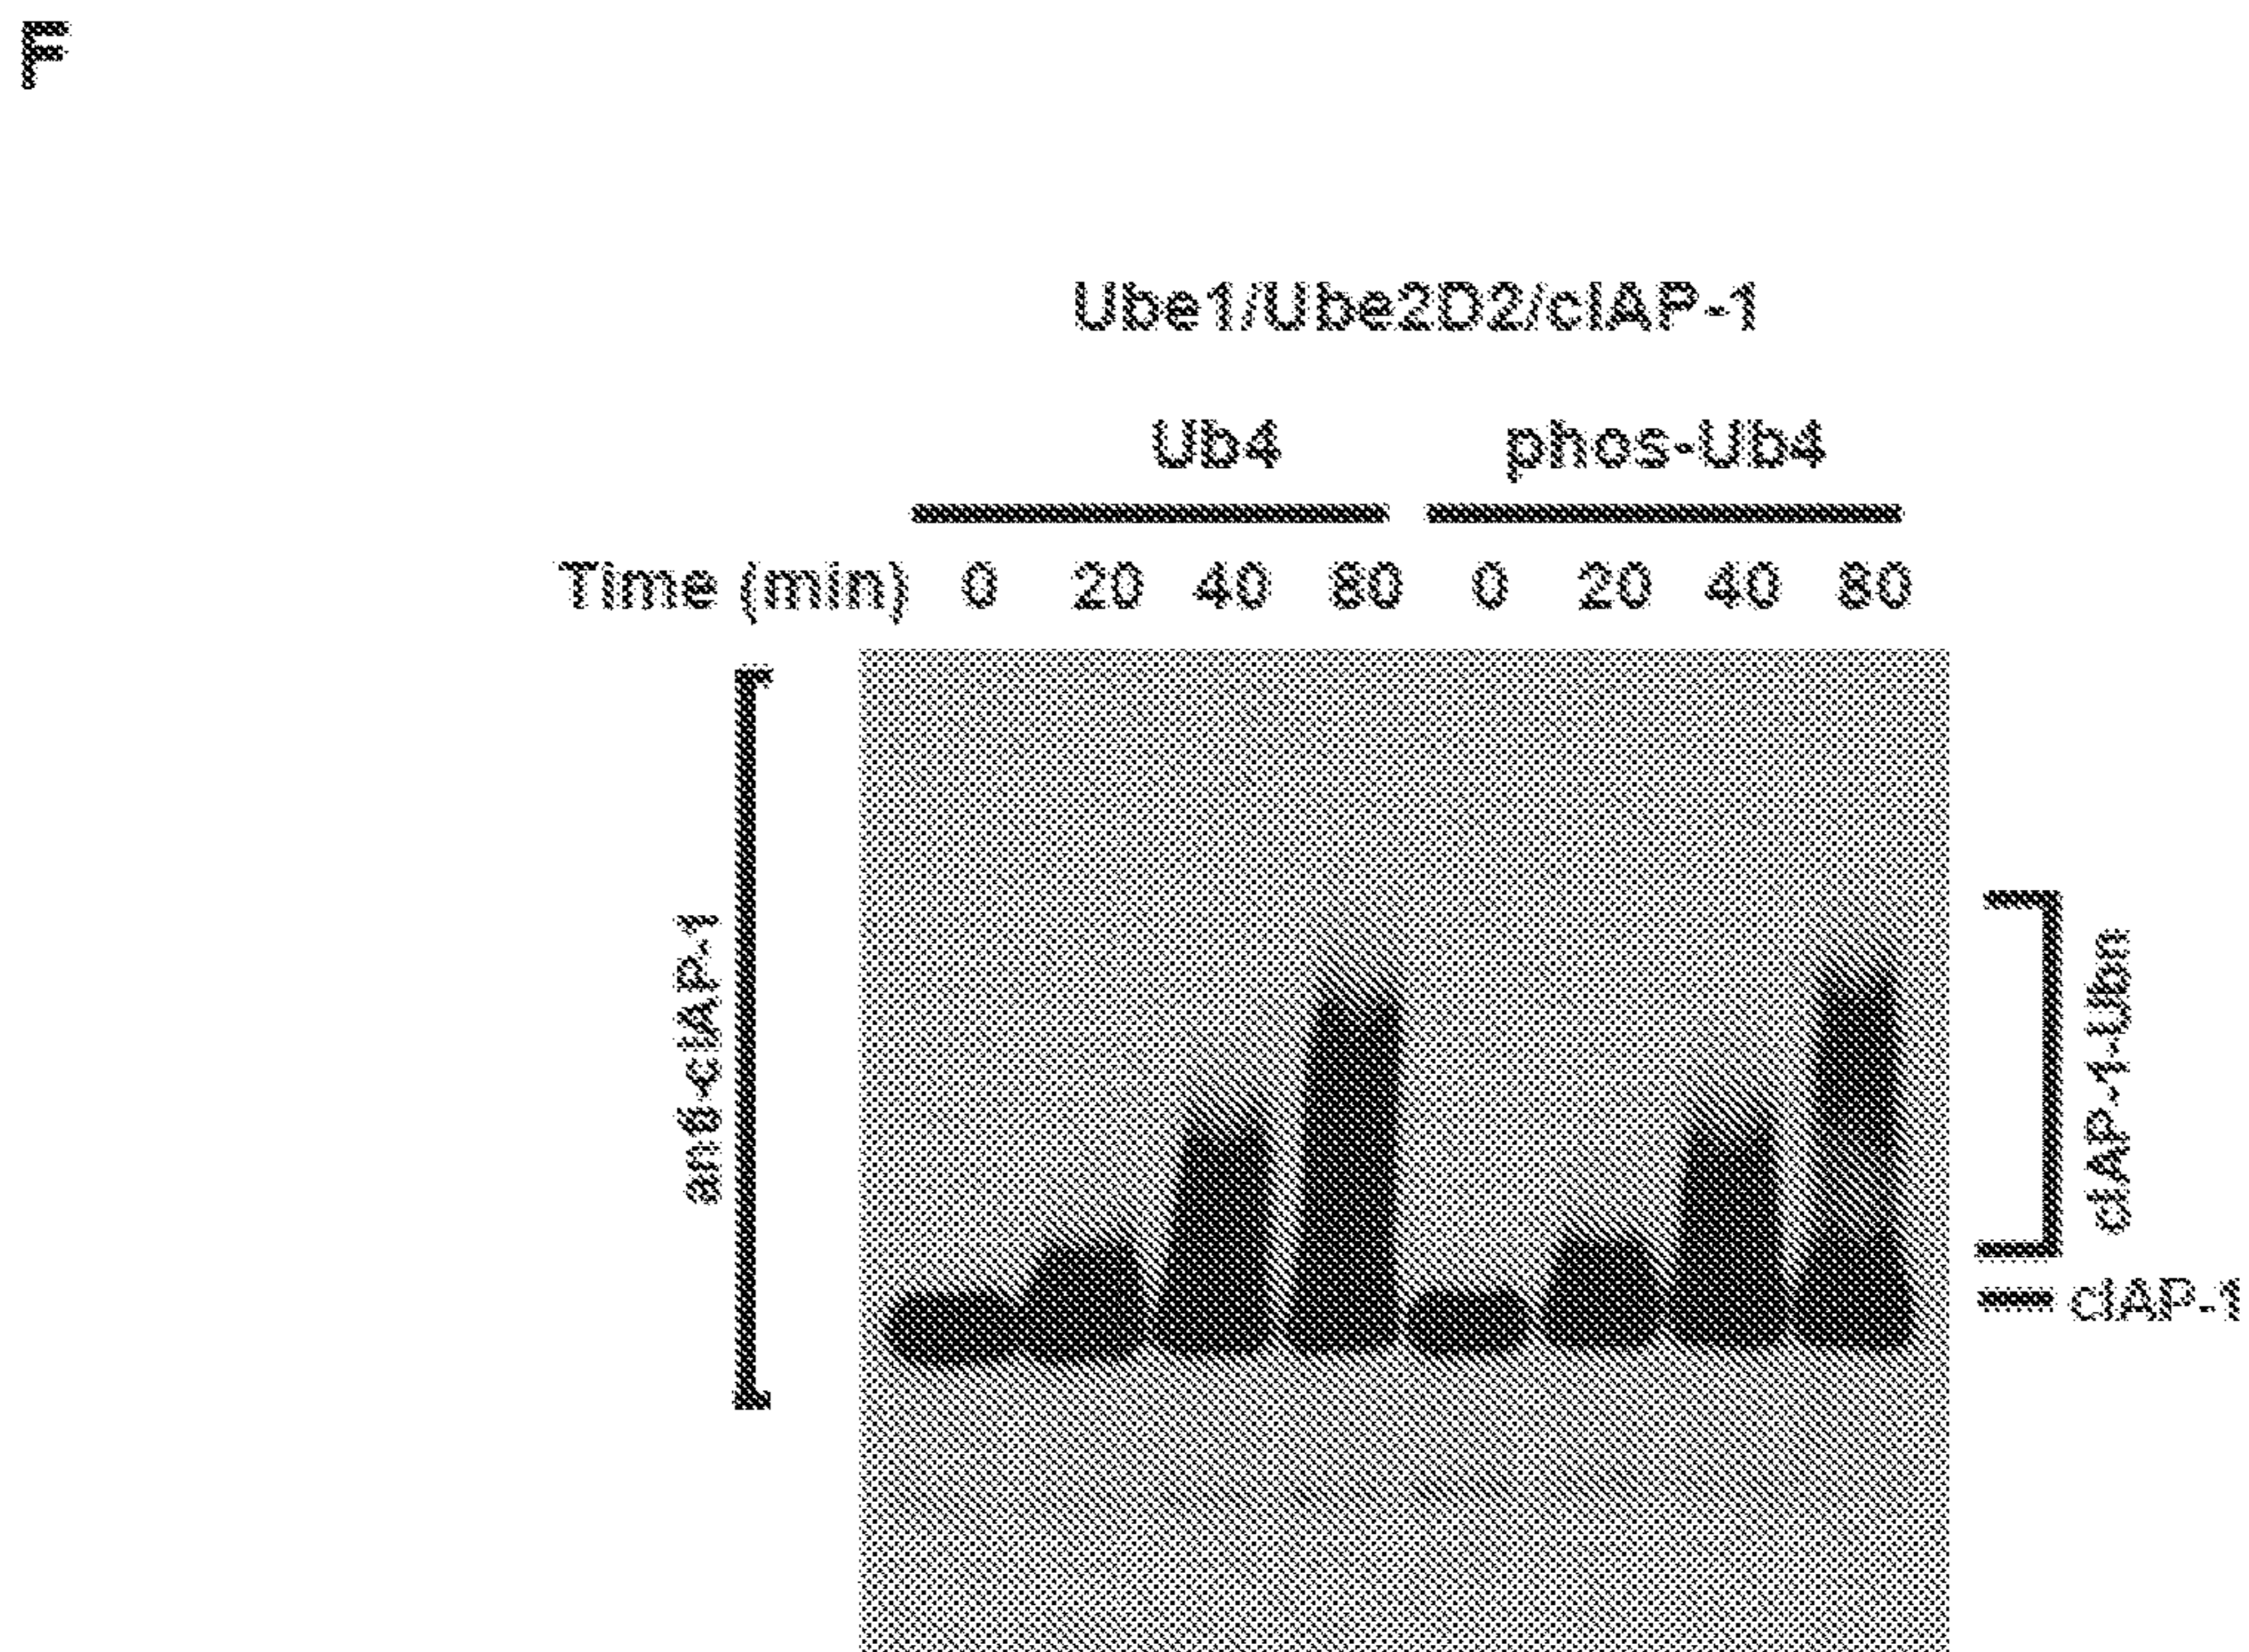 F
Ube1/Ube2D2/cIAP-1
Ub4 phos-Ub4
Time (min) 0 20 40 80 0 20 40 80
anti-cIAP-1
cIAP-1-Ubn
cIAP-1